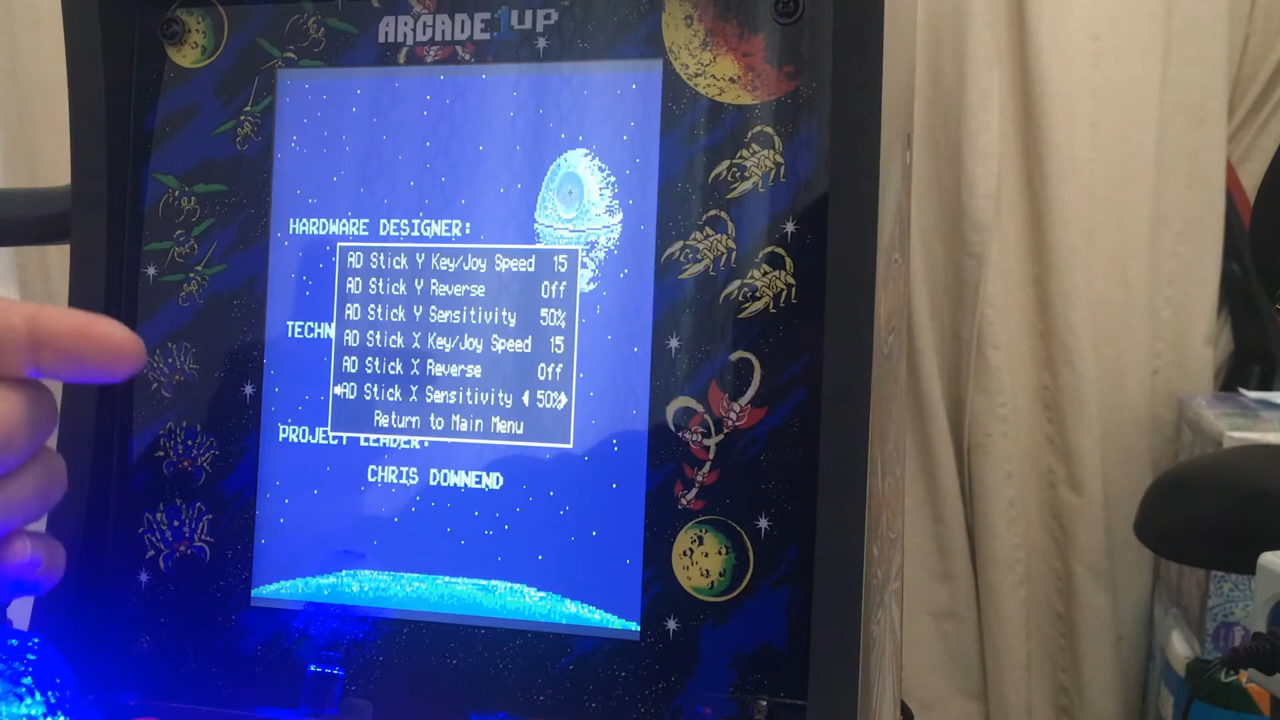 ARCADE1UP™
HARDWARE DESIGNER:
AD Stick Y Key/Joy Speed 15
AD Stick Y Reverse Off
AD Stick Y Sensitivity 50%
TECHN
AD Stick X Key/Joy Speed 15
AD Stick X Reverse Off
AD Stick X Sensitivity 50%
Return to Main Menu
PROJECT LEADER:
CHRIS DOWNEND